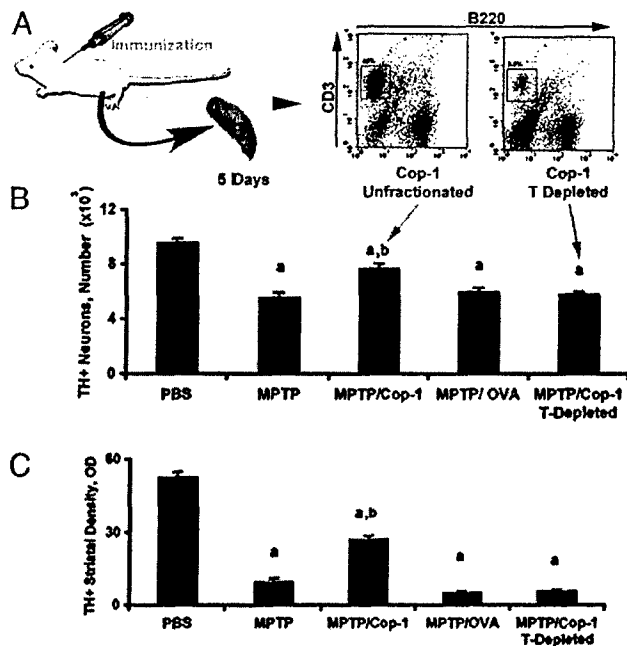 A
Immunization
5 Days
B220
CD3
Cop-1
Unfractionated
Cop-1
T Depleted
B
TH+ Neurons, Number (x10³)
12
8
4
0
a
a,b
a
a
PBS
MPTP
MPTP/Cop-1
MPTP/ OVA
MPTP/Cop-1
T-Depleted
C
TH+ Striatal Density, OD
60
30
0
a
a,b
a
a
PBS
MPTP
MPTP/Cop-1
MPTP/OVA
MPTP/Cop-1
T-Depleted